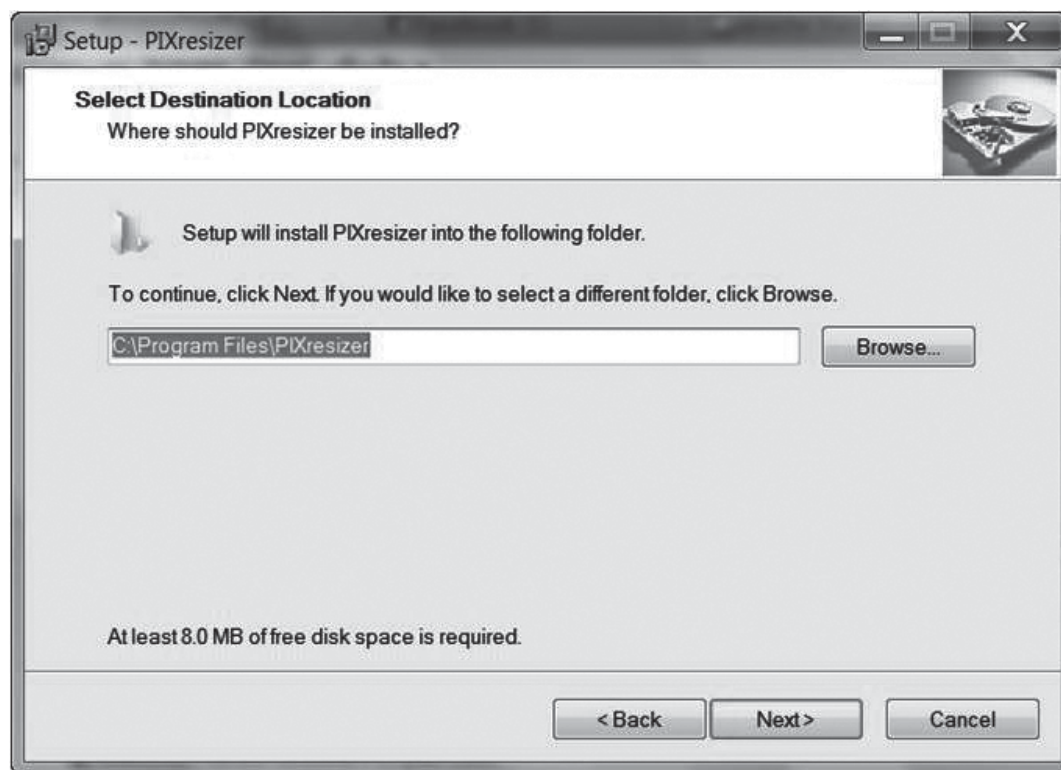 Setup - PIXresizer
Select Destination Location
Where should PIXresizer be installed?
Setup will install PIXresizer into the following folder.
To continue, click Next. If you would like to select a different folder, click Browse.
C:\Program Files\PIXresizer
Browse...
At least 8.0 MB of free disk space is required.
< Back
Next >
Cancel